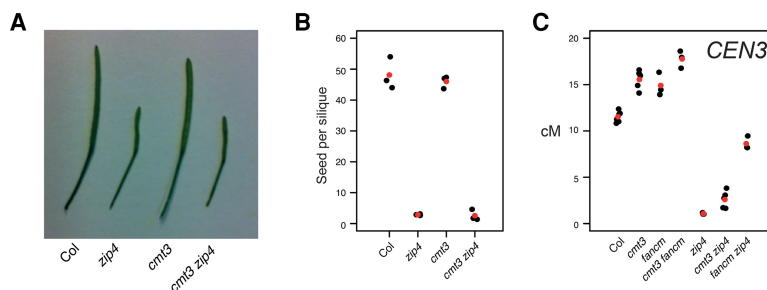 A
Col
zip4
cmt3
cmt3 zip4
B
Seed per silique
60
50
40
30
20
10
0
Col
zip4
cmt3
cmt3 zip4
C
CEN3
cM
20
15
10
5
0
Col
cmt3
fancm
cmt3 fancm
zip4
cmt3 zip4
fancm zip4